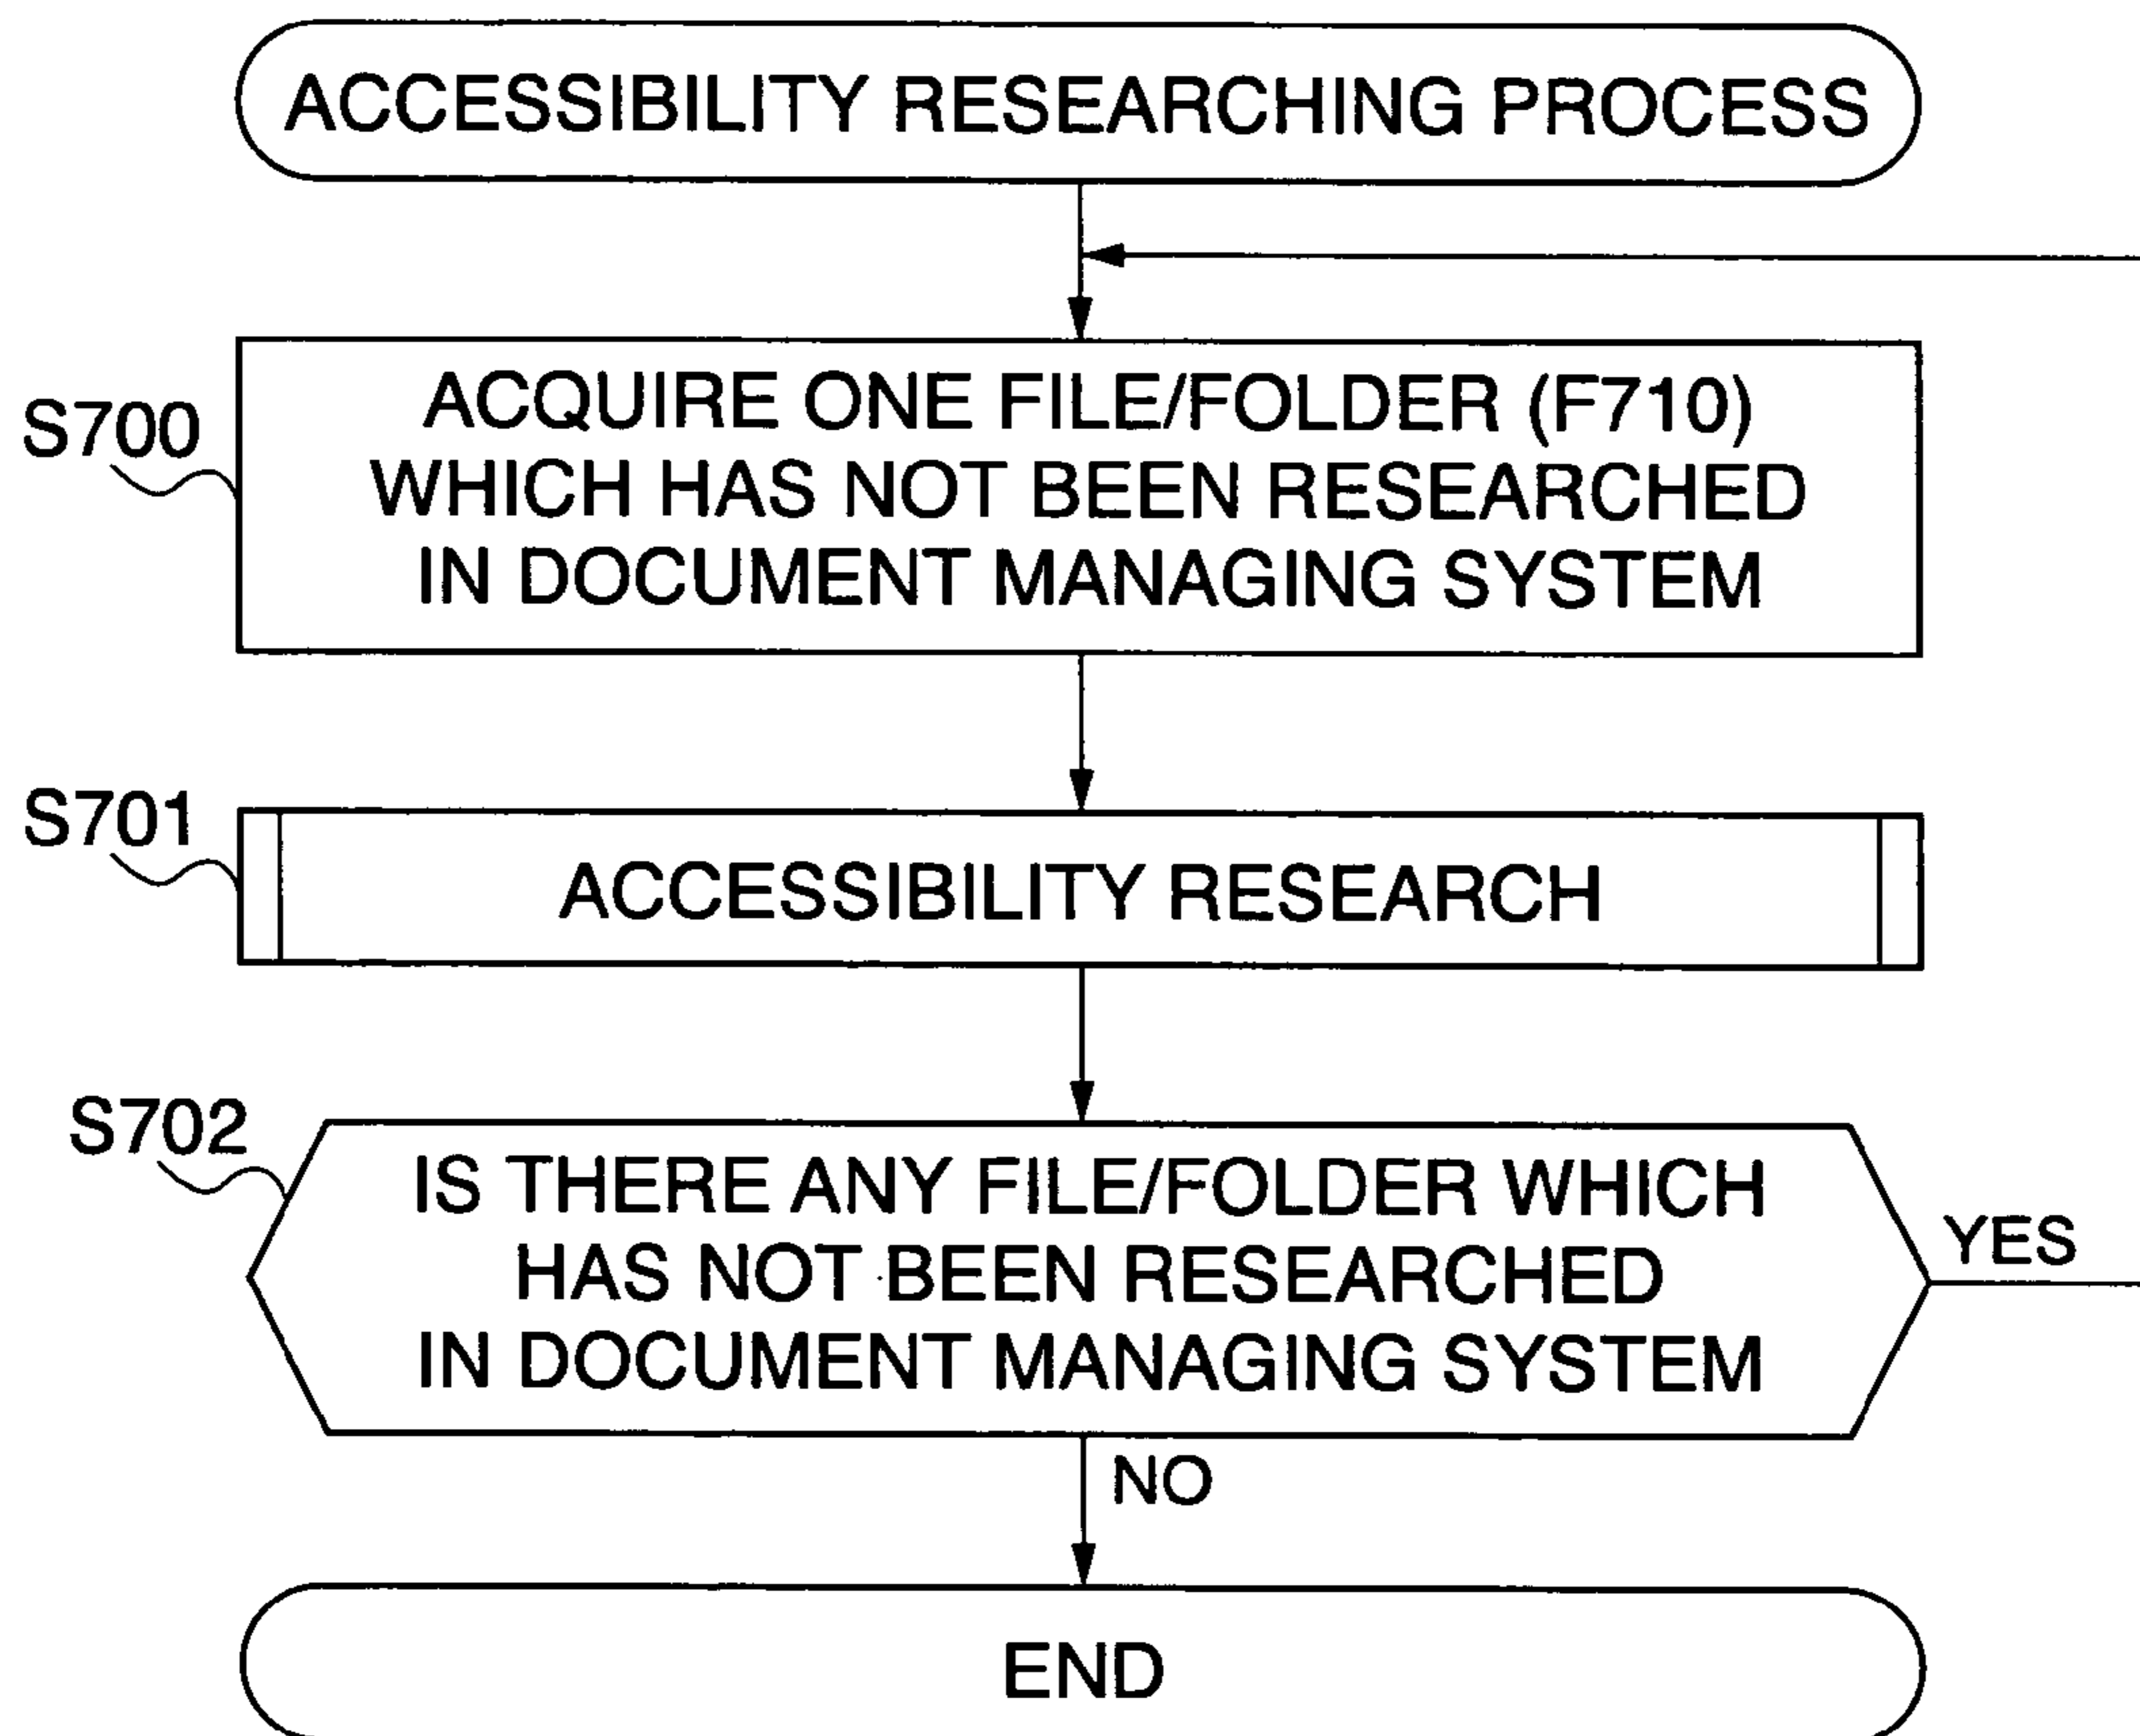 ACCESSIBILITY RESEARCHING PROCESS
S700
ACQUIRE ONE FILE/FOLDER (F710)
WHICH HAS NOT BEEN RESEARCHED
IN DOCUMENT MANAGING SYSTEM
S701
ACCESSIBILITY RESEARCH
S702
IS THERE ANY FILE/FOLDER WHICH
HAS NOT BEEN RESEARCHED
IN DOCUMENT MANAGING SYSTEM
YES
NO
END